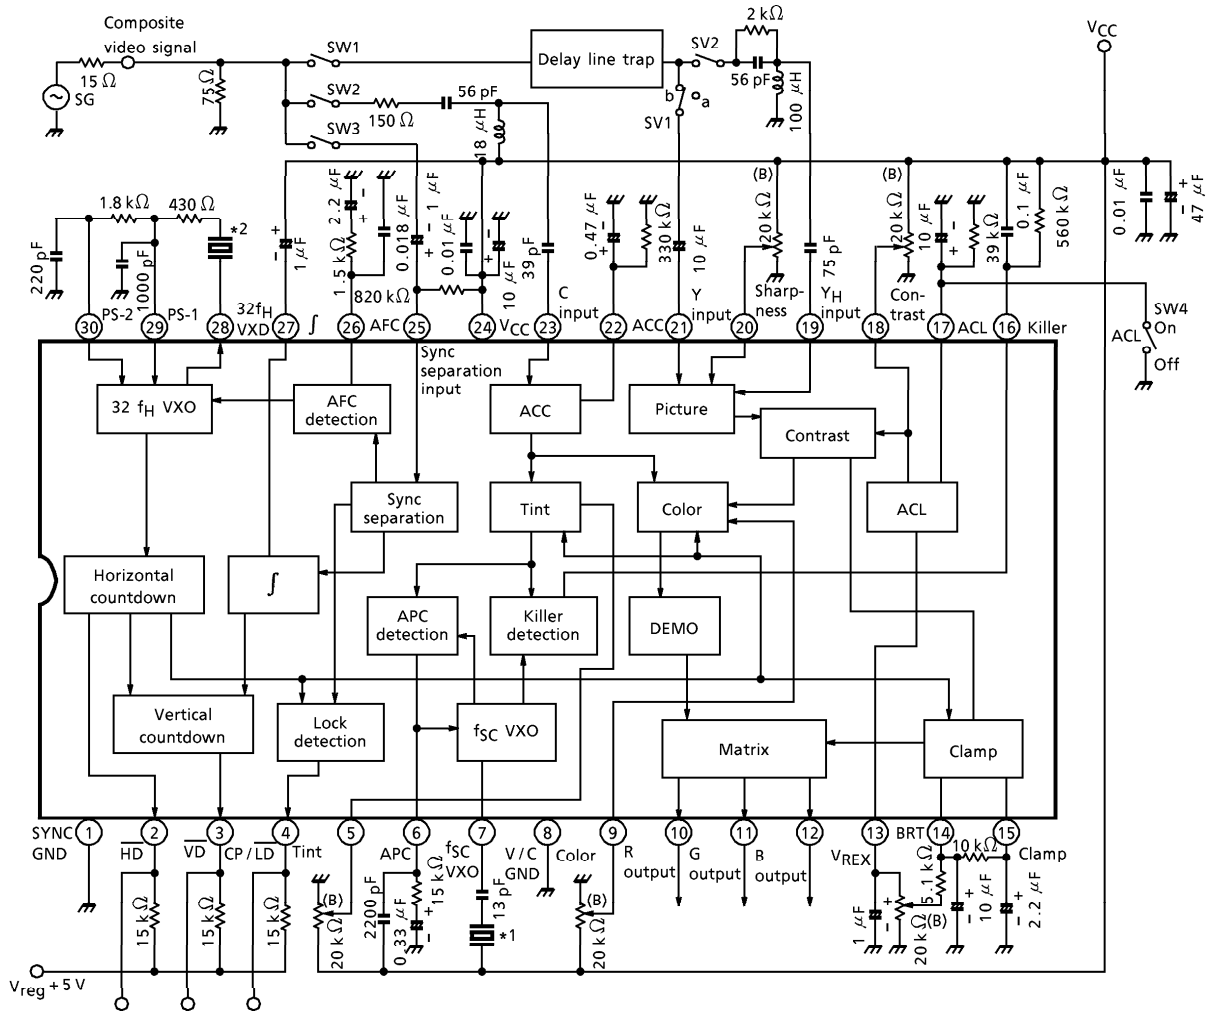 Composite
video signal
15 Ω
SG
75 Ω
SW1
SW2
SW3
150 Ω
56 pF
18 μH
Delay line trap
SV2
b
a
SV1
2 kΩ
56 pF
100 μH
VCC
1.8 kΩ
430 Ω
*2
220 pF
1000 pF
+
−
1 μF
2.2 μF
−
+
1.5 kΩ
0.018 μF
−
+
1 μF
820 kΩ
0.01 μF
−
+
10 μF
39 pF
C
input
0.47 μF
−
+
330 kΩ
+
−
10 μF
Y
input
(B)
20 kΩ
Sharp-
ness
75 pF
YH
input
(B)
20 kΩ
Con-
trast
10 μF
−
+
39 kΩ
0.1 μF
560 kΩ
0.01 μF
+
−
47 μF
SW4
On
ACL
Off
30
PS-2
29
PS-1
28
32fH
VXD
27
∫
26
AFC
25
Sync
separation
input
24
VCC
23
22
ACC
21
20
19
18
17
ACL
16
Killer
32 fH VXO
AFC
detection
ACC
Picture
Contrast
Sync
separation
Tint
Color
ACL
Horizontal
countdown
∫
APC
detection
Killer
detection
DEMO
Vertical
countdown
Lock
detection
fSC VXO
Matrix
Clamp
SYNC
GND
1
HD
2
VD
3
CP / LD
4
Tint
5
APC
6
fSC
VXO
7
V / C
GND
8
Color
9
R
output
10
G
output
11
B
output
12
VREX
13
BRT
14
15
Clamp
15 kΩ
15 kΩ
15 kΩ
(B)
20 kΩ
2200 pF
0.33 μF
+
−
15 kΩ
13 pF
*1
(B)
20 kΩ
1 μF
+
−
20 kΩ
(B)
5.1 kΩ
10 kΩ
+
−
10 μF
+
−
2.2 μF
Vreg +5 V